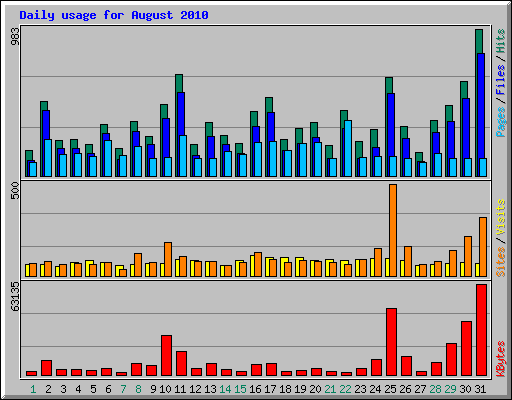 Daily usage for August 2010
983
Pages / Files / Hits
500
Sites / Visits
63135
KBytes
1 2 3 4 5 6 7 8 9 10 11 12 13 14 15 16 17 18 19 20 21 22 23 24 25 26 27 28 29 30 31